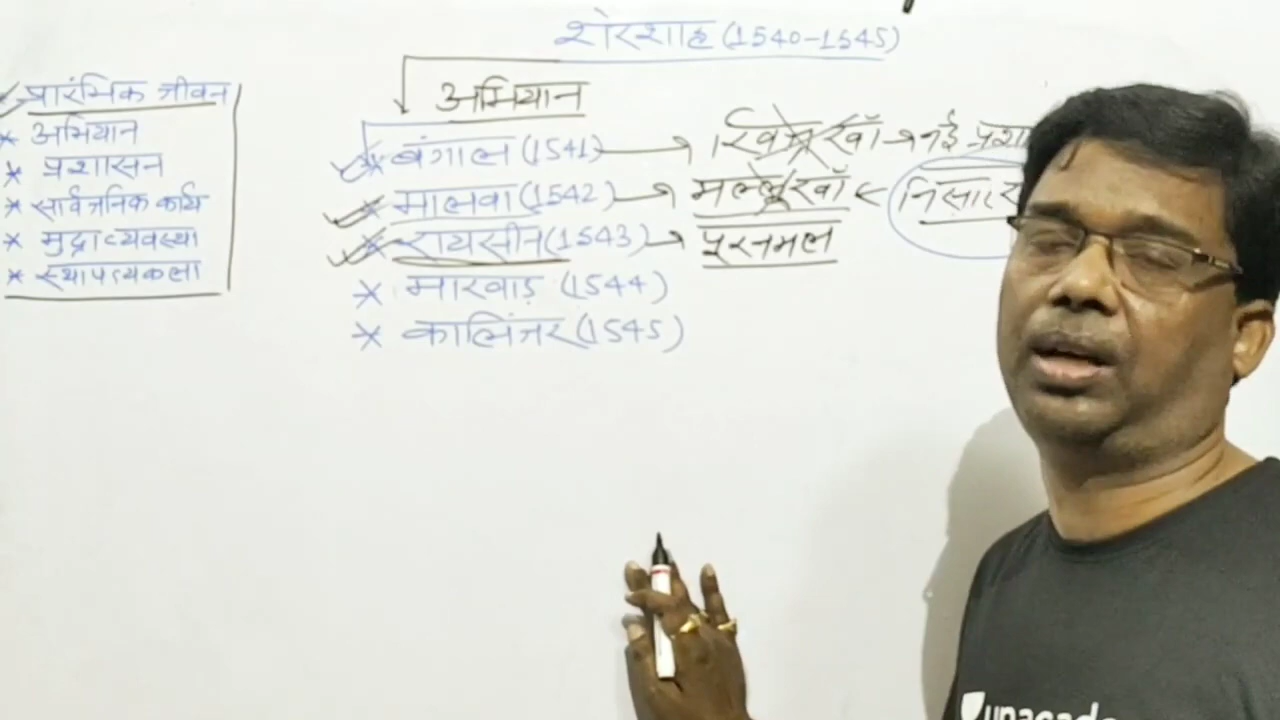 शेरशाह (1540-1545)
प्रारंभिक जीवन
अभियान
प्रशासन
सार्वजनिक कार्य
मुद्राव्यवस्था
स्थापत्यकला
अभियान
बंगाल (1541) → खिज्र खाँ → नई
मालवा (1542) → मल्लू खाँ ←
रायसीन (1543) → पूरनमल
मारवाड़ (1544)
कालिंजर (1545)